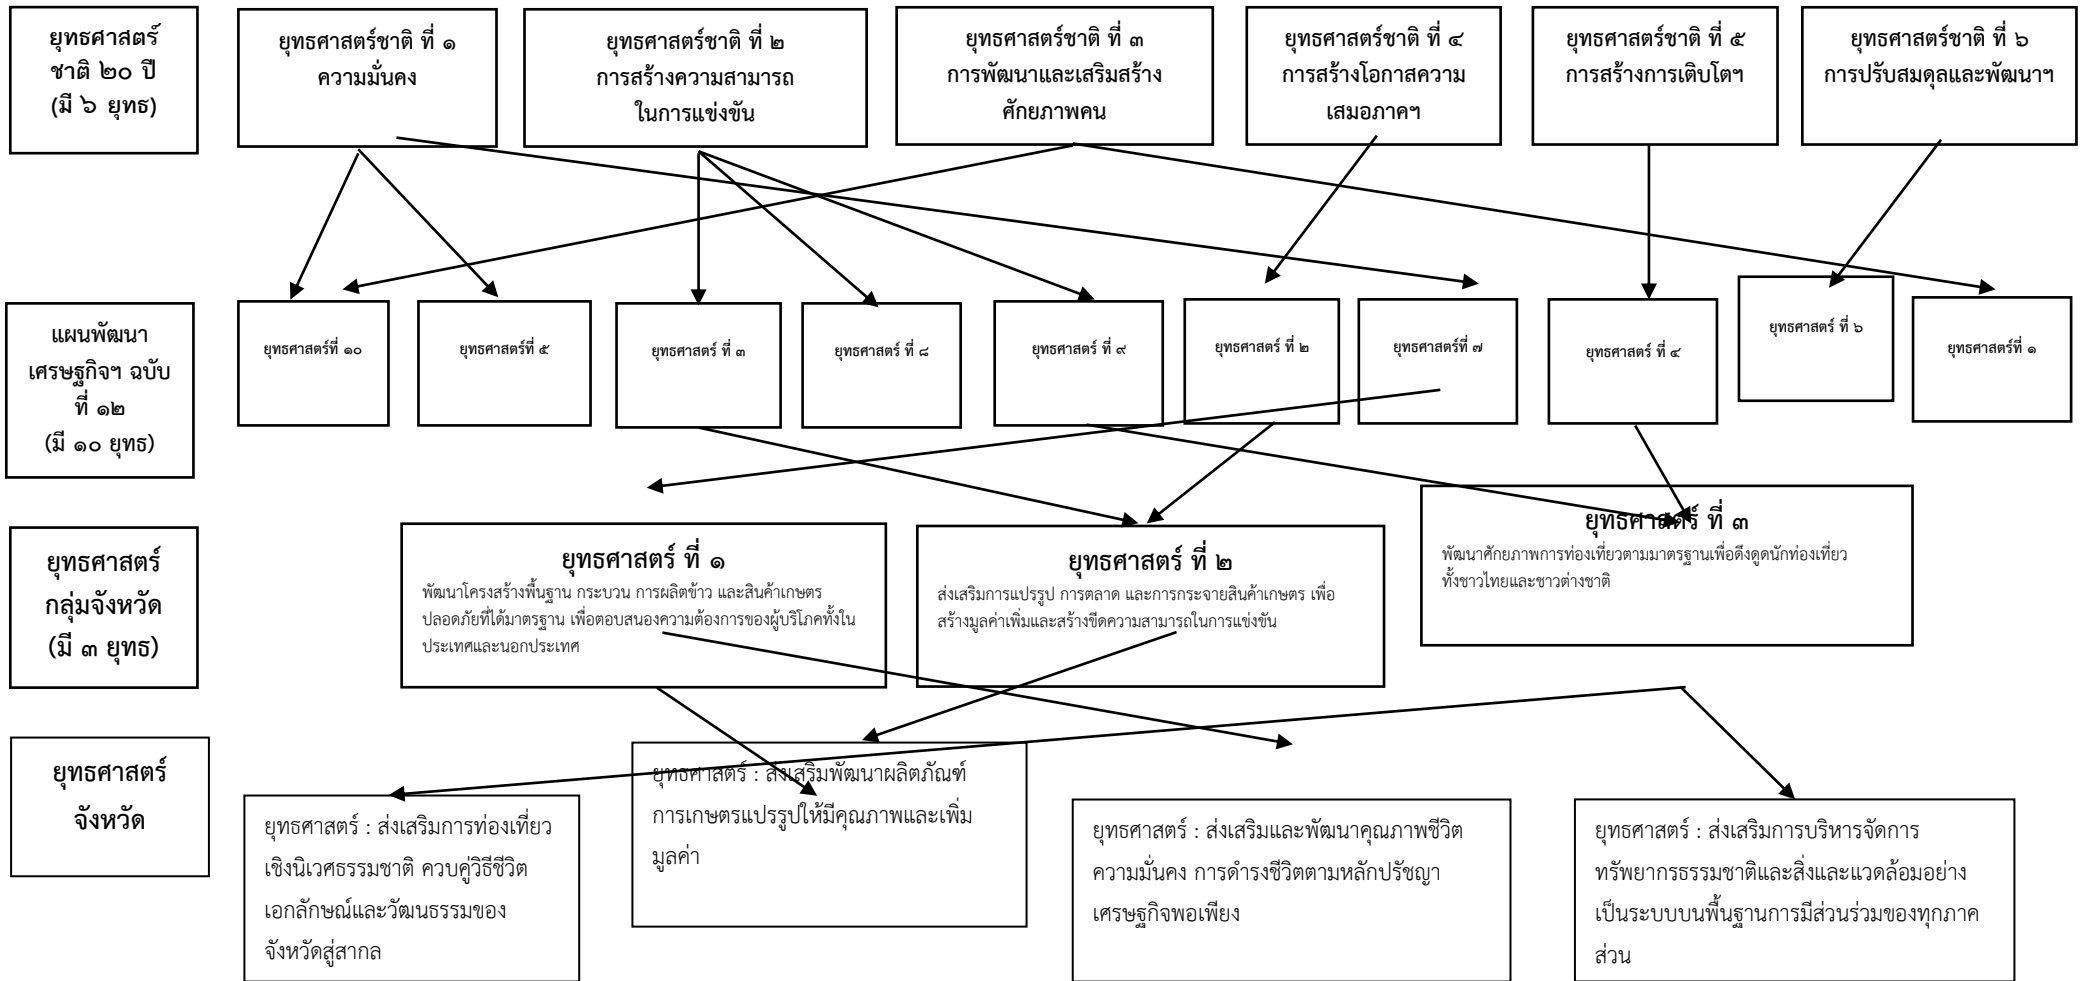 ยุทธศาสตร์
ชาติ ๒๐ ปี
(มี ๖ ยุทธ)
ยุทธศาสตร์ชาติ ที่ ๑
ความมั่นคง
ยุทธศาสตร์ชาติ ที่ ๒
การสร้างความสามารถ
ในการแข่งขัน
ยุทธศาสตร์ชาติ ที่ ๓
การพัฒนาและเสริมสร้าง
ศักยภาพคน
ยุทธศาสตร์ชาติ ที่ ๔
การสร้างโอกาสความ
เสมอภาคฯ
ยุทธศาสตร์ชาติ ที่ ๕
การสร้างการเติบโตฯ
ยุทธศาสตร์ชาติ ที่ ๖
การปรับสมดุลและพัฒนาฯ
แผนพัฒนา
เศรษฐกิจฯ ฉบับ
ที่ ๑๒
(มี ๑๐ ยุทธ)
ยุทธศาสตร์ที่ ๑๐
ยุทธศาสตร์ที่ ๕
ยุทธศาสตร์ ที่ ๓
ยุทธศาสตร์ ที่ ๘
ยุทธศาสตร์ ที่ ๙
ยุทธศาสตร์ ที่ ๒
ยุทธศาสตร์ที่ ๗
ยุทธศาสตร์ ที่ ๔
ยุทธศาสตร์ ที่ ๖
ยุทธศาสตร์ที่ ๑
ยุทธศาสตร์
กลุ่มจังหวัด
(มี ๓ ยุทธ)
ยุทธศาสตร์ ที่ ๑
พัฒนาโครงสร้างพื้นฐาน กระบวน การผลิตข้าว และสินค้าเกษตร
ปลอดภัยที่ได้มาตรฐาน เพื่อตอบสนองความต้องการของผู้บริโภคทั้งใน
ประเทศและนอกประเทศ
ยุทธศาสตร์ ที่ ๒
ส่งเสริมการแปรรูป การตลาด และการกระจายสินค้าเกษตร เพื่อ
สร้างมูลค่าเพิ่มและสร้างขีดความสามารถในการแข่งขัน
ยุทธศาสตร์ ที่ ๓
พัฒนาศักยภาพการท่องเที่ยวตามมาตรฐานเพื่อดึงดูดนักท่องเที่ยว
ทั้งชาวไทยและชาวต่างชาติ
ยุทธศาสตร์
จังหวัด
ยุทธศาสตร์ : ส่งเสริมการท่องเที่ยว
เชิงนิเวศธรรมชาติ ควบคู่วิธีชีวิต
เอกลักษณ์และวัฒนธรรมของ
จังหวัดสู่สากล
ยุทธศาสตร์ : ส่งเสริมพัฒนาผลิตภัณฑ์
การเกษตรแปรรูปให้มีคุณภาพและเพิ่ม
มูลค่า
ยุทธศาสตร์ : ส่งเสริมและพัฒนาคุณภาพชีวิต
ความมั่นคง การดำรงชีวิตตามหลักปรัชญา
เศรษฐกิจพอเพียง
ยุทธศาสตร์ : ส่งเสริมการบริหารจัดการ
ทรัพยากรธรรมชาติและสิ่งและแวดล้อมอย่าง
เป็นระบบบนพื้นฐานการมีส่วนร่วมของทุกภาค
ส่วน